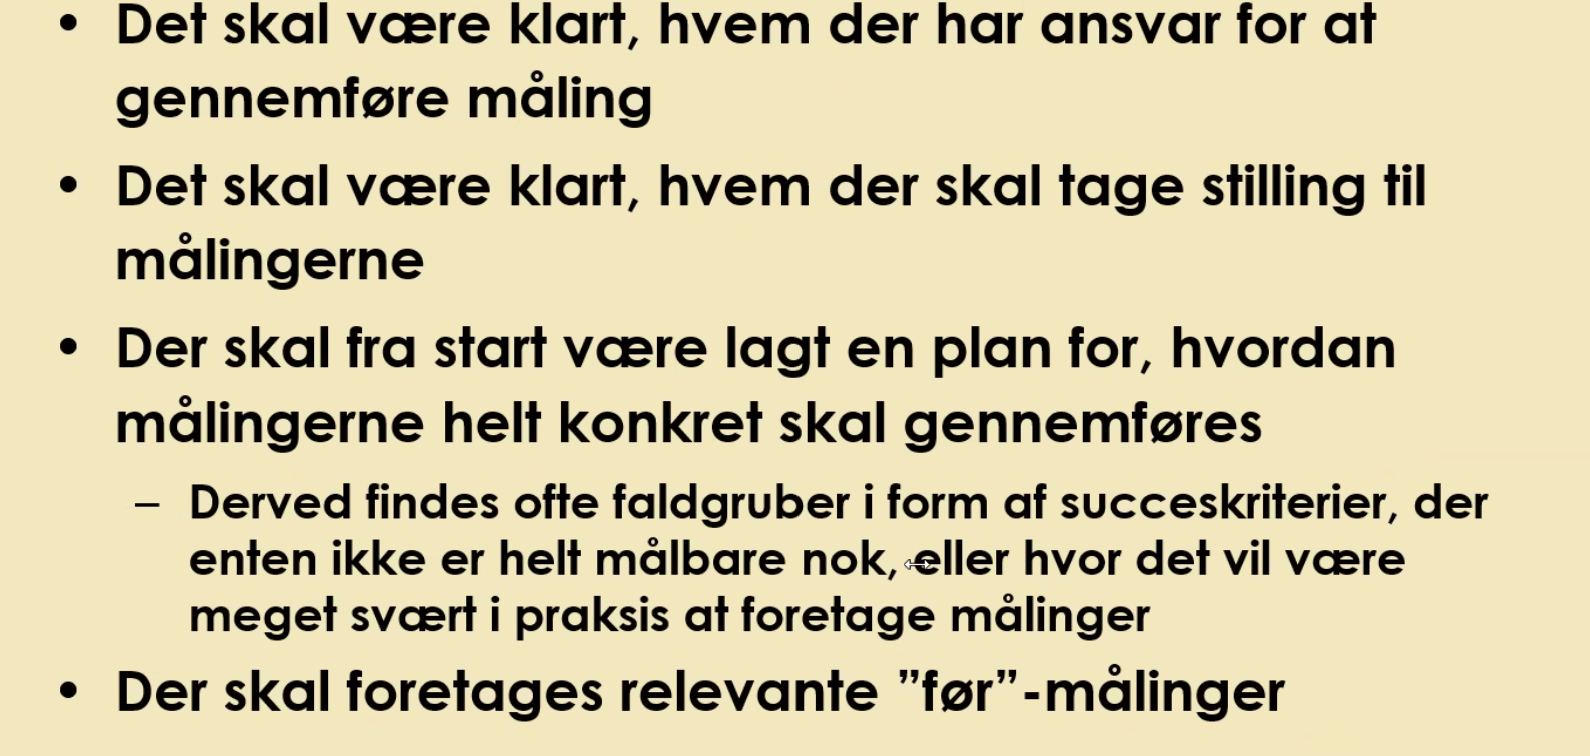 • Det skal være klart, hvem der har ansvar for at
gennemføre måling
• Det skal være klart, hvem der skal tage stilling til
målingerne
• Der skal fra start være lagt en plan for, hvordan
målingerne helt konkret skal gennemføres
– Derved findes ofte faldgruber i form af succeskriterier, der
enten ikke er helt målbare nok, eller hvor det vil være
meget svært i praksis at foretage målinger
• Der skal foretages relevante ”før”-målinger